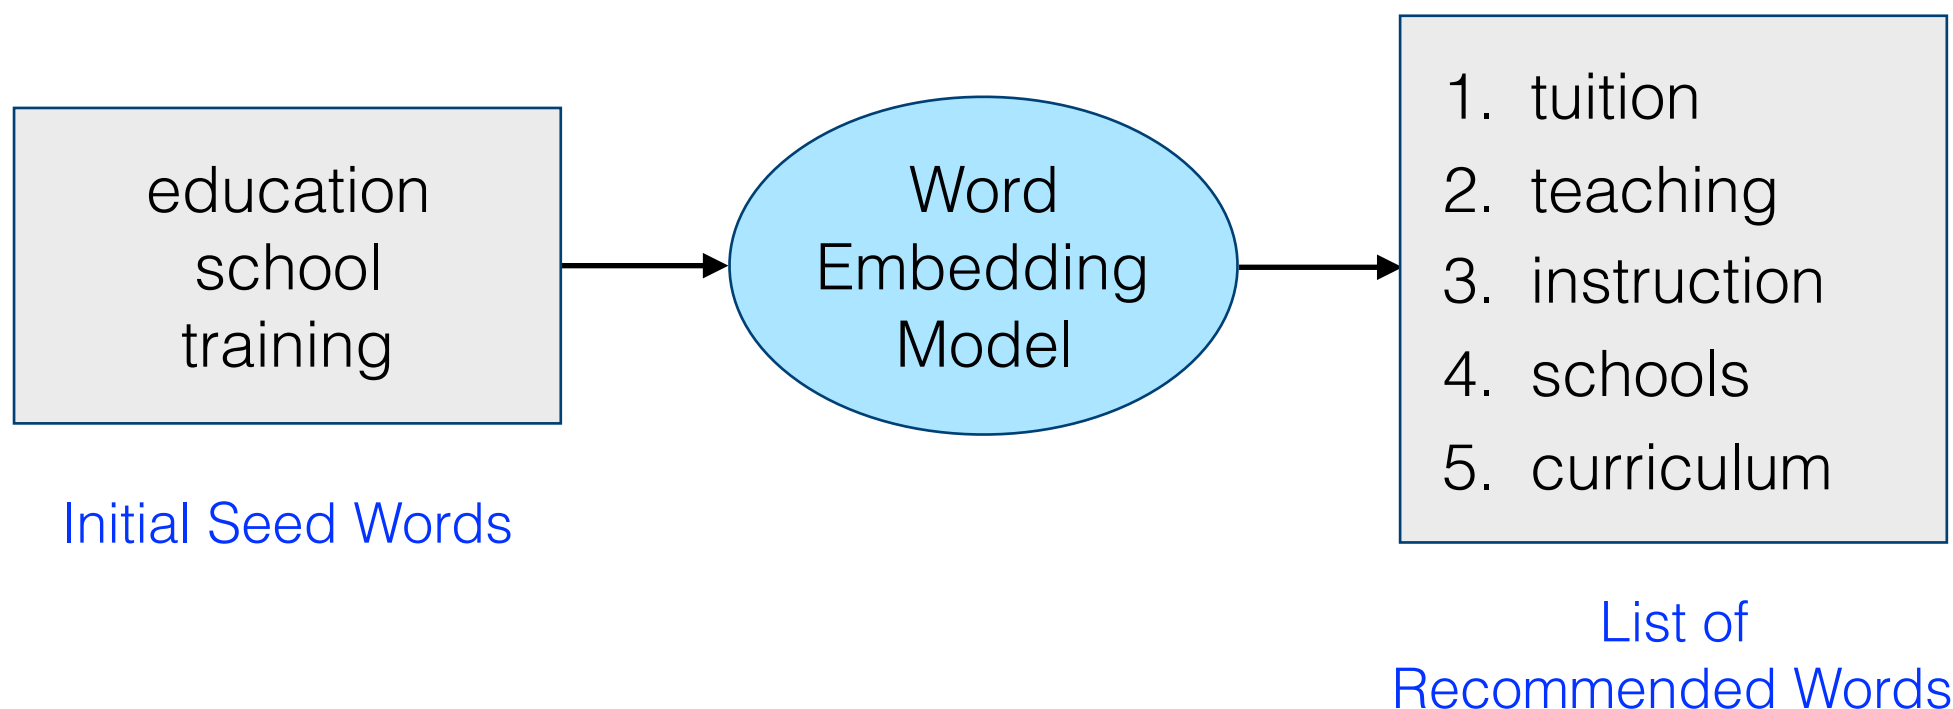 education
school
training
Initial Seed Words
Word
Embedding
Model
1. tuition
2. teaching
3. instruction
4. schools
5. curriculum
List of
Recommended Words